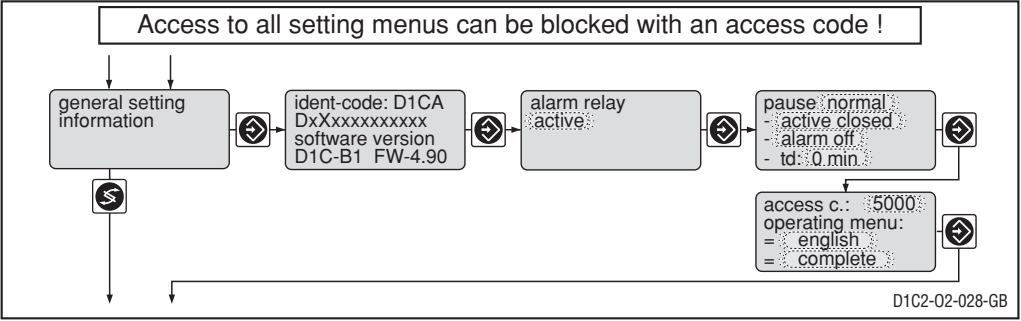 Access to all setting menus can be blocked with an access code !
general setting
information
ident-code: D1CA
DxXxxxxxxxxx
software version
D1C-B1 FW-4.90
alarm relay
active
pause normal
- active closed
- alarm off
- td: 0 min
access c.: 5000
operating menu:
= english
= complete
D1C2-O2-028-GB